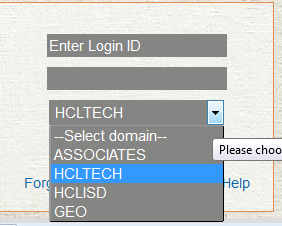 Enter Login ID
HCLTECH
--Select domain--
ASSOCIATES
HCLTECH
HCLISD
GEO
Please choo
Forg
Help